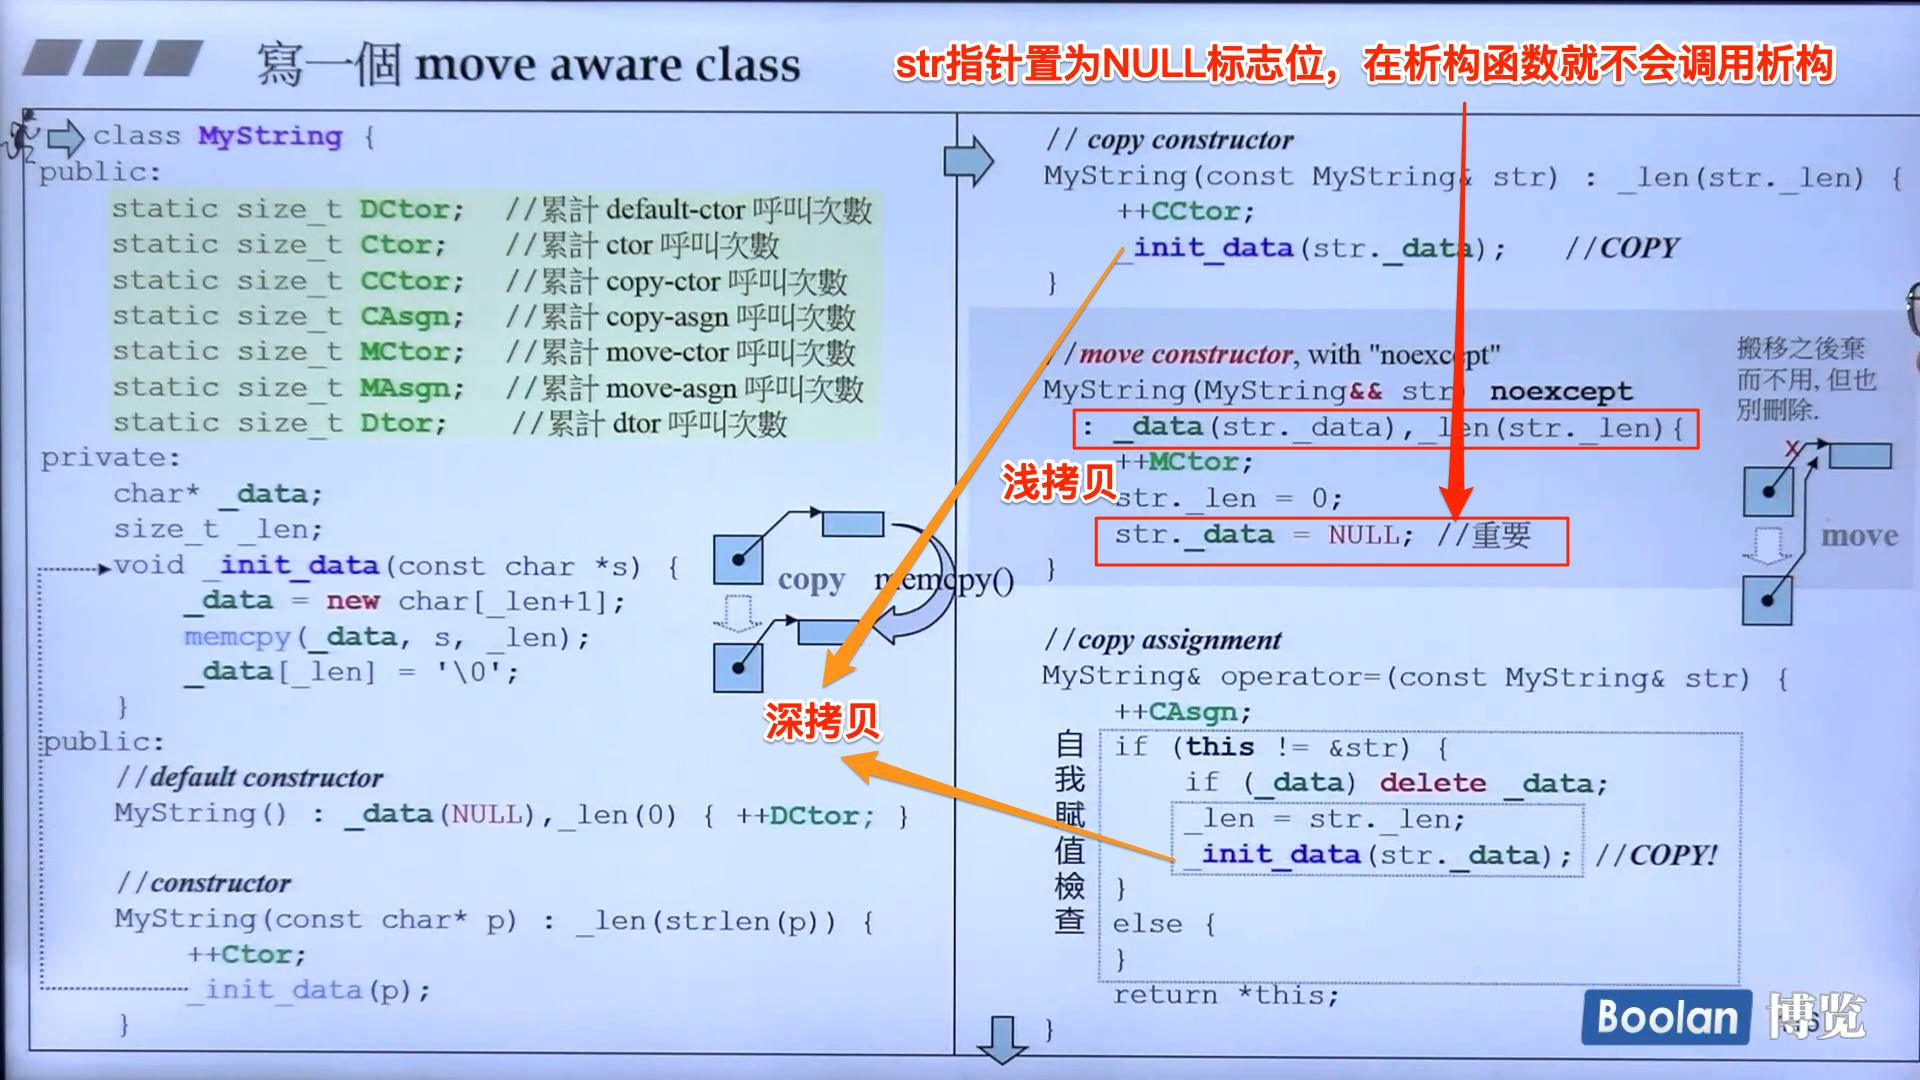 寫一個 move aware class
str指针置为NULL标志位，在析构函数就不会调用析构
class MyString {
public:
static size_t DCtor; //累計 default-ctor 呼叫次數
static size_t Ctor; //累計 ctor 呼叫次數
static size_t CCtor; //累計 copy-ctor 呼叫次數
static size_t CAsgn; //累計 copy-asgn 呼叫次數
static size_t MCtor; //累計 move-ctor 呼叫次數
static size_t MAsgn; //累計 move-asgn 呼叫次數
static size_t Dtor; //累計 dtor 呼叫次數
private:
char* _data;
size_t _len;
void _init_data(const char *s) {
_data = new char[_len+1];
memcpy(_data, s, _len);
_data[_len] = '\0';
}
copy memcpy()
深拷贝
public:
//default constructor
MyString() : _data(NULL),_len(0) { ++DCtor; }
//constructor
MyString(const char* p) : _len(strlen(p)) {
++Ctor;
_init_data(p);
}
// copy constructor
MyString(const MyString& str) : _len(str._len) {
++CCtor;
_init_data(str._data); //COPY
}
//move constructor, with "noexcept"
MyString(MyString&& str) noexcept
: _data(str._data),_len(str._len){
++MCtor;
浅拷贝
str._len = 0;
str._data = NULL; //重要
}
搬移之後棄
而不用, 但也
別刪除.
x
move
//copy assignment
MyString& operator=(const MyString& str) {
++CAsgn;
自我賦值檢查
if (this != &str) {
if (_data) delete _data;
_len = str._len;
_init_data(str._data); //COPY!
}
else {
}
return *this;
}
Boolan 博览